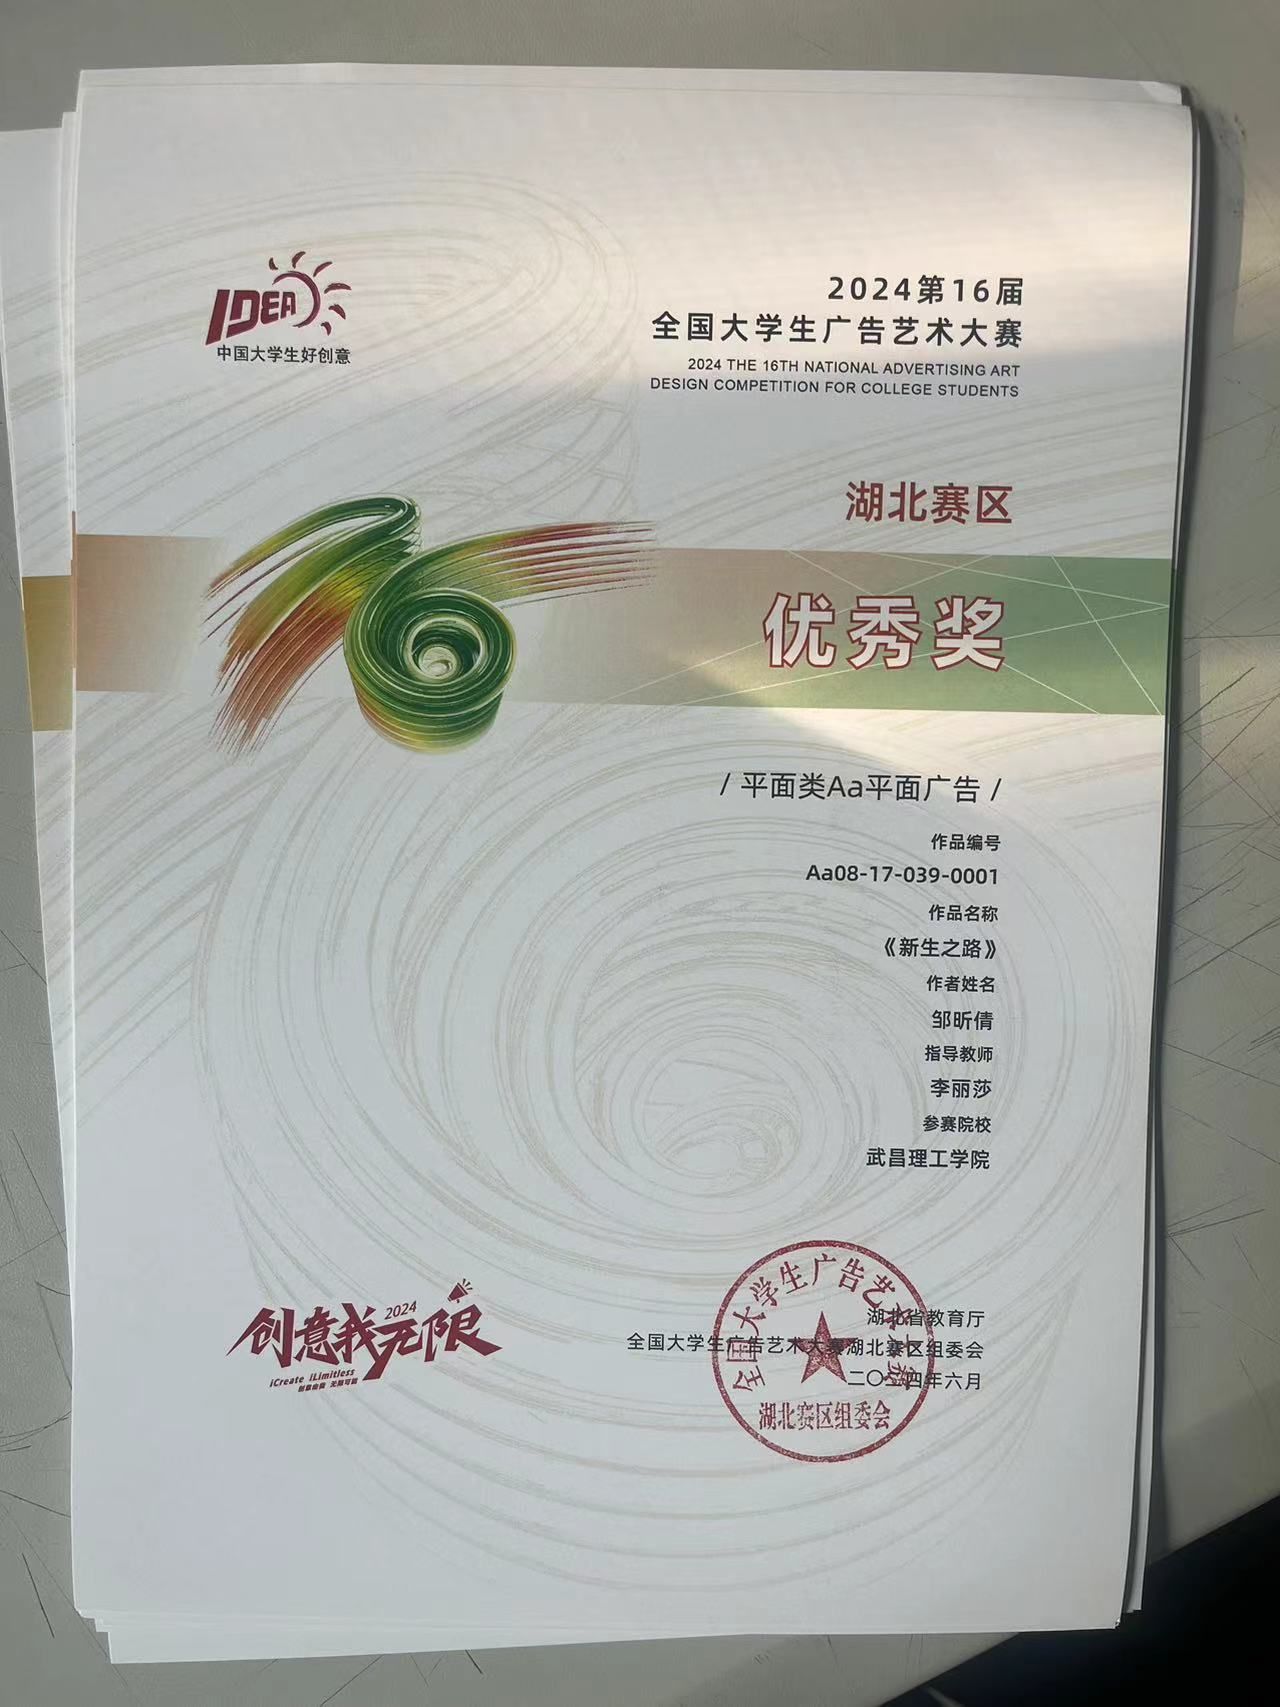 IDEA
中国大学生好创意
2024第16届
全国大学生广告艺术大赛
2024 THE 16TH NATIONAL ADVERTISING ART
DESIGN COMPETITION FOR COLLEGE STUDENTS
湖北赛区
优秀奖
/ 平面类Aa平面广告 /
作品编号
Aa08-17-039-0001
作品名称
《新生之路》
作者姓名
邹昕倩
指导教师
李丽莎
参赛院校
武昌理工学院
创意我无限
2024
iCreate iLimitless
创意由我 无限可能
湖北省教育厅
全国大学生广告艺术大赛湖北赛区组委会
二〇二四年六月
全国大学生广告艺术大赛
湖北赛区组委会